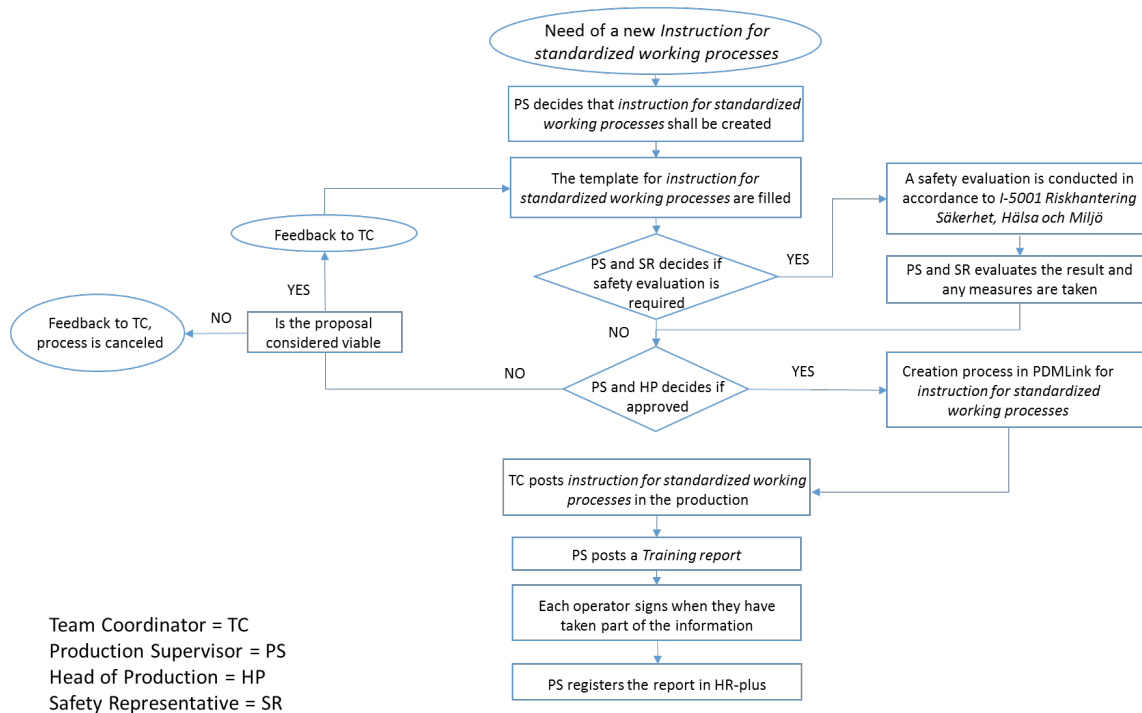 Need of a new Instruction for
standardized working processes
PS decides that instruction for standardized
working processes shall be created
The template for instruction for
standardized working processes are filled
A safety evaluation is conducted in
accordance to I-5001 Riskhantering
Säkerhet, Hälsa och Miljö
Feedback to TC
PS and SR decides if
safety evaluation is
required
YES
PS and SR evaluates the result and
any measures are taken
YES
Feedback to TC,
process is canceled
NO
Is the proposal
considered viable
NO
NO
PS and HP decides if
approved
YES
Creation process in PDMLink for
instruction for standardized
working processes
TC posts instruction for standardized working
processes in the production
PS posts a Training report
Each operator signs when they have
taken part of the information
PS registers the report in HR-plus
Team Coordinator = TC
Production Supervisor = PS
Head of Production = HP
Safety Representative = SR